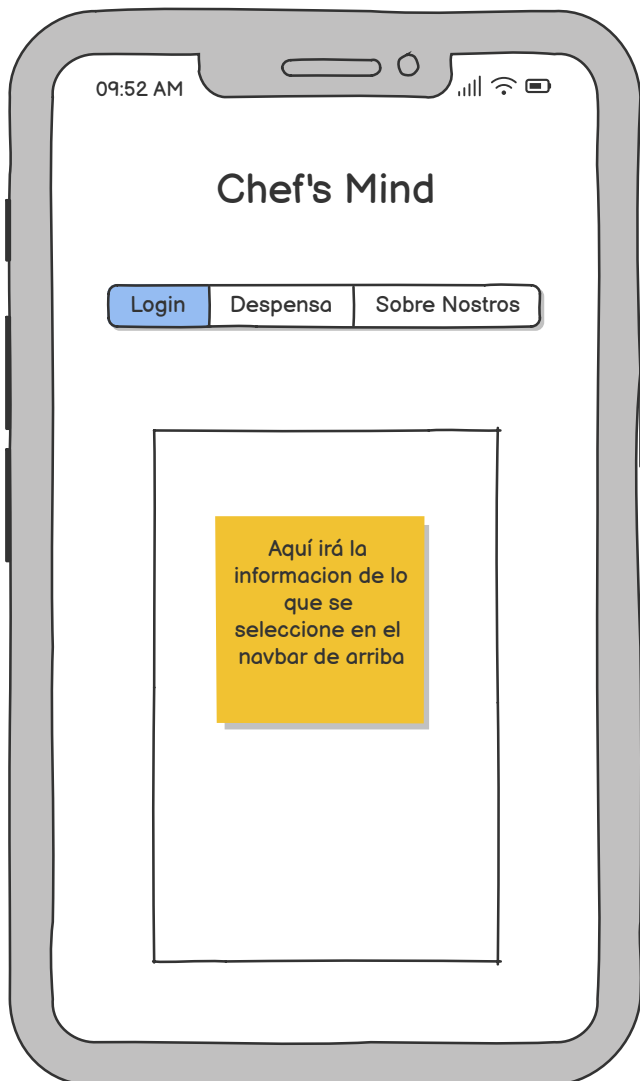 09:52 AM
Chef's Mind
Login Despensa Sobre Nostros
Aquí irá la
informacion de lo
que se
seleccione en el
navbar de arriba